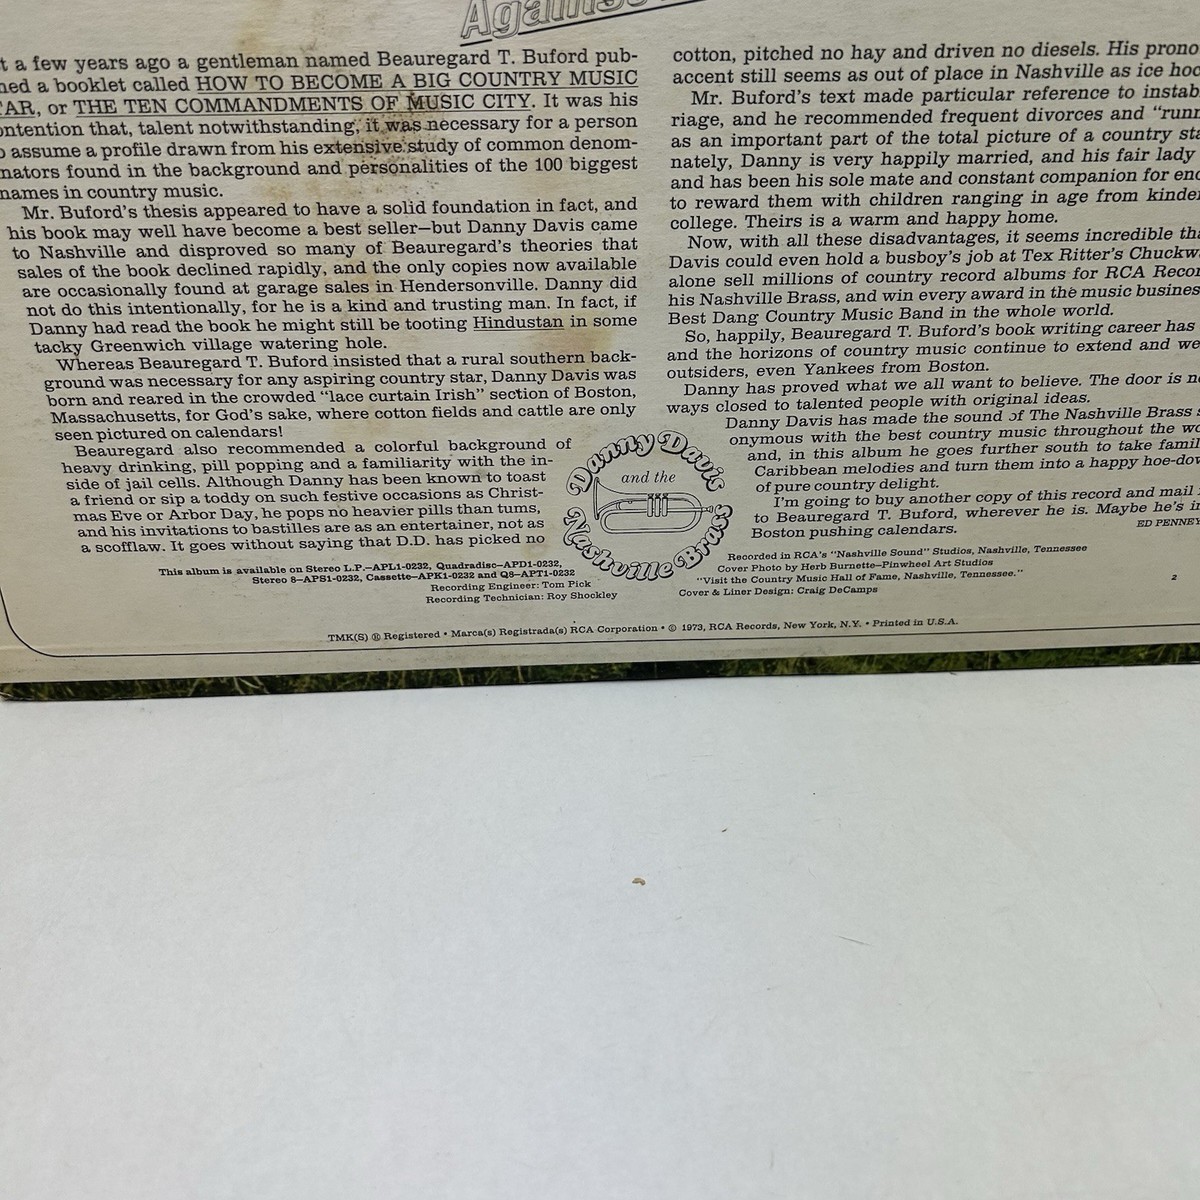 Against
t a few years ago a gentleman named Beauregard T. Buford pub-
ned a booklet called HOW TO BECOME A BIG COUNTRY MUSIC
TAR, or THE TEN COMMANDMENTS OF MUSIC CITY. It was his
ontention that, talent notwithstanding, it was necessary for a person
o assume a profile drawn from his extensive study of common denom-
nators found in the background and personalities of the 100 biggest
names in country music.
Mr. Buford's thesis appeared to have a solid foundation in fact, and
his book may well have become a best seller—but Danny Davis came
to Nashville and disproved so many of Beauregard's theories that
sales of the book declined rapidly, and the only copies now available
are occasionally found at garage sales in Hendersonville. Danny did
not do this intentionally, for he is a kind and trusting man. In fact, if
Danny had read the book he might still be tooting Hindustan in some
tacky Greenwich village watering hole.
Whereas Beauregard T. Buford insisted that a rural southern back-
ground was necessary for any aspiring country star, Danny Davis was
born and reared in the crowded "lace curtain Irish" section of Boston,
Massachusetts, for God's sake, where cotton fields and cattle are only
seen pictured on calendars!
Beauregard also recommended a colorful background of
heavy drinking, pill popping and a familiarity with the in-
side of jail cells. Although Danny has been known to toast
a friend or sip a toddy on such festive occasions as Christ-
mas Eve or Arbor Day, he pops no heavier pills than tums,
and his invitations to bastilles are as an entertainer, not as
a scofflaw. It goes without saying that D.D. has picked no
cotton, pitched no hay and driven no diesels. His prono
accent still seems as out of place in Nashville as ice hoc
Mr. Buford's text made particular reference to instab
riage, and he recommended frequent divorces and "runn
as an important part of the total picture of a country sta
nately, Danny is very happily married, and his fair lady
and has been his sole mate and constant companion for eno
to reward them with children ranging in age from kinder
college. Theirs is a warm and happy home.
Now, with all these disadvantages, it seems incredible tha
Davis could even hold a busboy's job at Tex Ritter's Chuckw
alone sell millions of country record albums for RCA Recor
his Nashville Brass, and win every award in the music busines
Best Dang Country Music Band in the whole world.
So, happily, Beauregard T. Buford's book writing career has
and the horizons of country music continue to extend and we
outsiders, even Yankees from Boston.
Danny has proved what we all want to believe. The door is n
ways closed to talented people with original ideas.
Danny Davis has made the sound of The Nashville Brass s
onymous with the best country music throughout the wo
and, in this album he goes further south to take famil
Caribbean melodies and turn them into a happy hoe-dow
of pure country delight.
I'm going to buy another copy of this record and mail i
to Beauregard T. Buford, wherever he is. Maybe he's i
Boston pushing calendars.
ED PENNEY
Danny Davis
and the
Nashville Brass
This album is available on Stereo L.P.—APL1-0232, Quadradisc—APD1-0232,
Stereo 8—APS1-0232, Cassette—APK1-0232 and Q8—APT1-0232
Recording Engineer: Tom Pick
Recording Technician: Roy Shockley
Recorded in RCA's "Nashville Sound" Studios, Nashville, Tennessee
Cover Photo by Herb Burnette—Pinwheel Art Studios
"Visit the Country Music Hall of Fame, Nashville, Tennessee."
Cover & Liner Design: Craig DeCamps
2
TMK(S) ® Registered • Marca(s) Registrada(s) RCA Corporation • © 1973, RCA Records, New York, N.Y. • Printed in U.S.A.